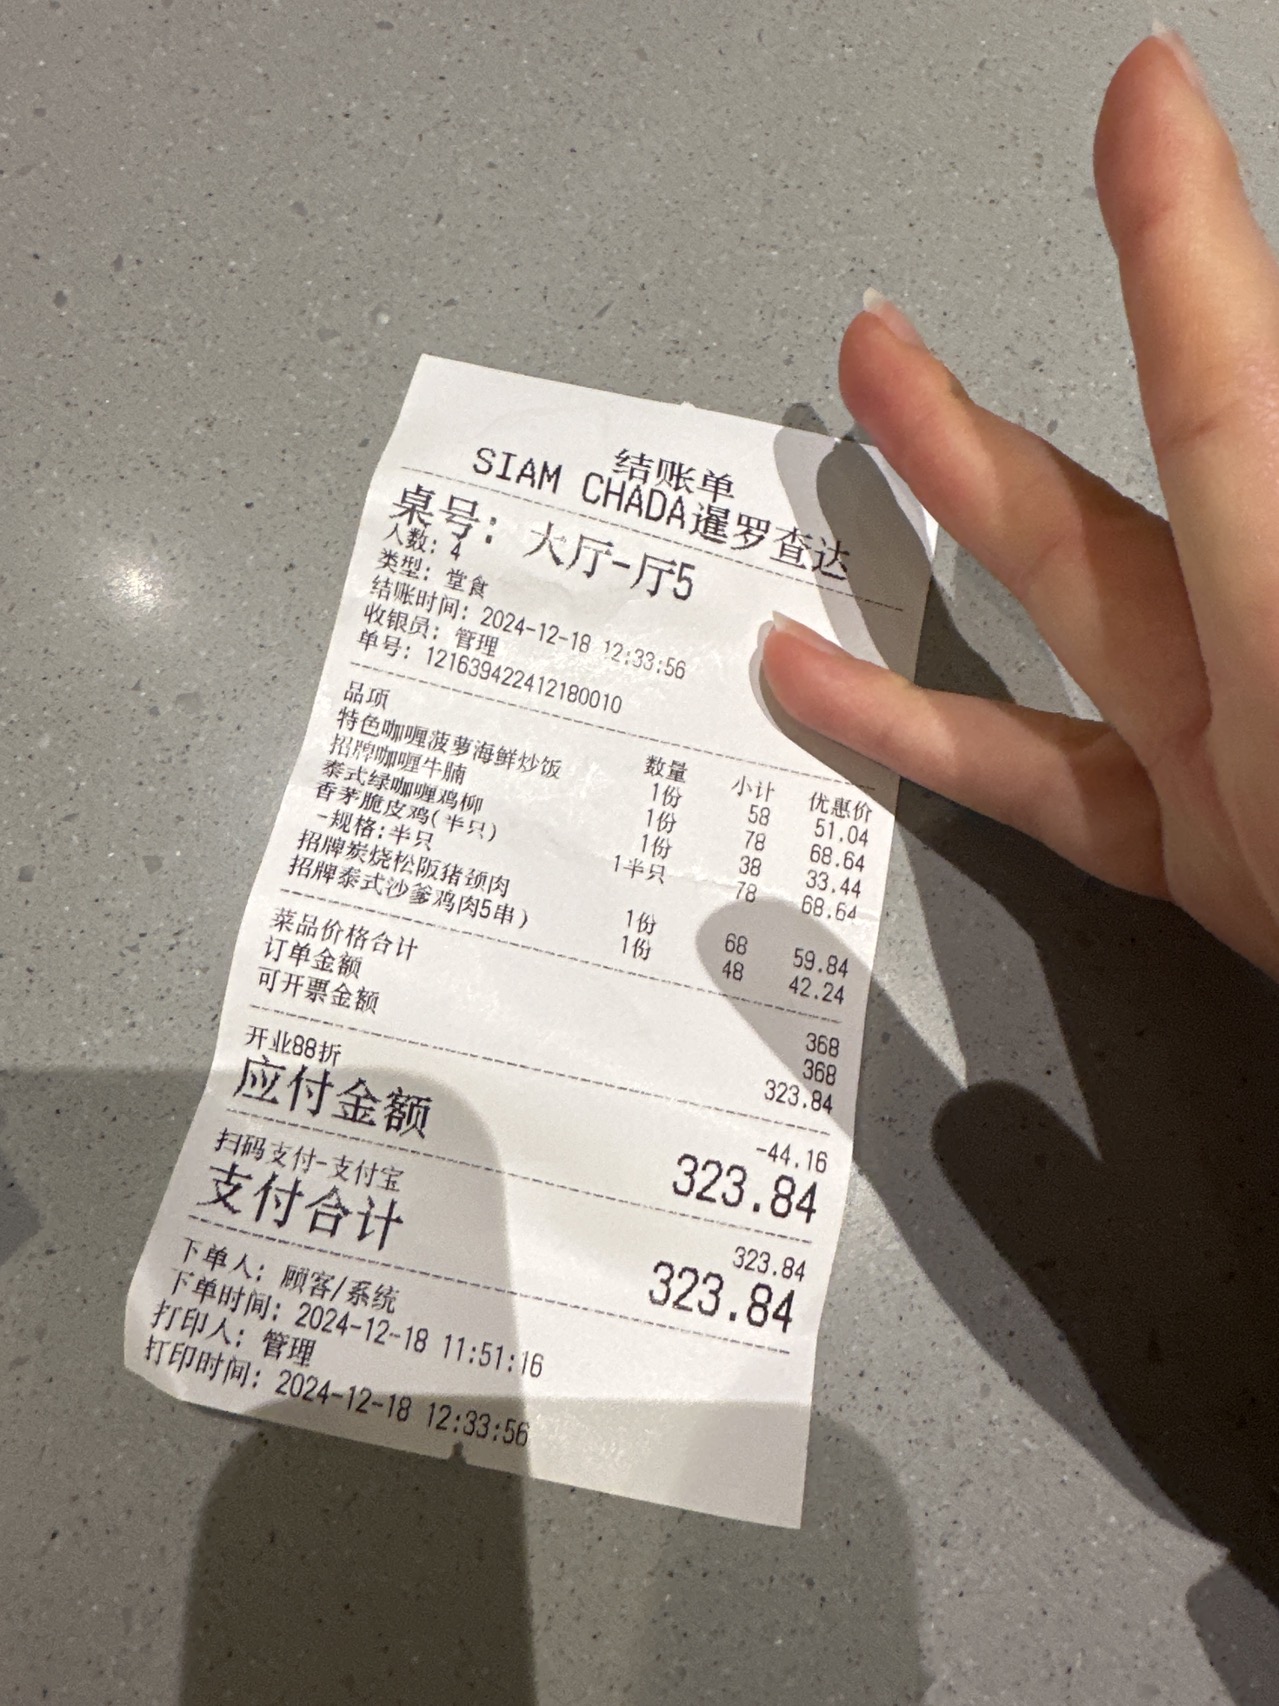 结账单
SIAM CHADA暹罗查达
桌号: 大厅-厅5
人数: 4
类型: 堂食
结账时间: 2024-12-18 12:33:56
收银员: 管理
单号: 121639422412180010
品项 数量 小计 优惠价
特色咖喱菠萝海鲜炒饭 1份 58 51.04
招牌咖喱牛腩 1份 78 68.64
泰式绿咖喱鸡柳 1份 38 33.44
香茅脆皮鸡(半只) 1半只 78 68.64
-规格:半只
招牌炭烧松阪猪颈肉 1份 68 59.84
招牌泰式沙爹鸡肉5串) 1份 48 42.24
菜品价格合计 368
订单金额 368
可开票金额 323.84
开业88折 -44.16
应付金额 323.84
扫码支付-支付宝 323.84
支付合计 323.84
下单人: 顾客/系统
下单时间: 2024-12-18 11:51:16
打印人: 管理
打印时间: 2024-12-18 12:33:56